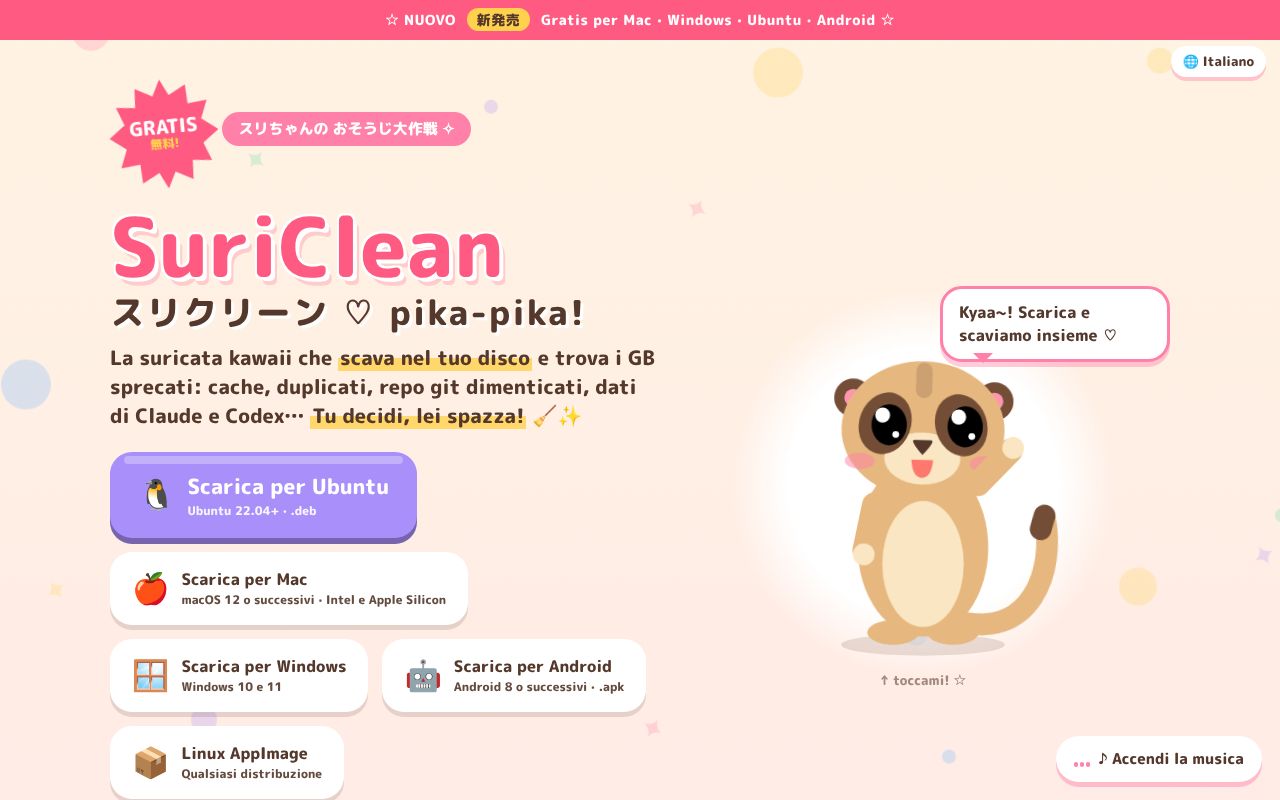 ☆ NUOVO 新発売 Gratis per Mac · Windows · Ubuntu · Android ☆
🌐 Italiano
GRATIS
無料!
スリちゃんの おそうじ大作戦 ✧
SuriClean
スリクリーン ♡ pika-pika!
La suricata kawaii che scava nel tuo disco e trova i GB
sprecati: cache, duplicati, repo git dimenticati, dati
di Claude e Codex… Tu decidi, lei spazza! 🧹✨
Scarica per Ubuntu
Ubuntu 22.04+ · .deb
Scarica per Mac
macOS 12 o successivi · Intel e Apple Silicon
Scarica per Windows
Windows 10 e 11
Scarica per Android
Android 8 o successivi · .apk
Linux AppImage
Qualsiasi distribuzione
Kyaa~! Scarica e
scaviamo insieme ♡
↑ toccami! ☆
♪ Accendi la musica